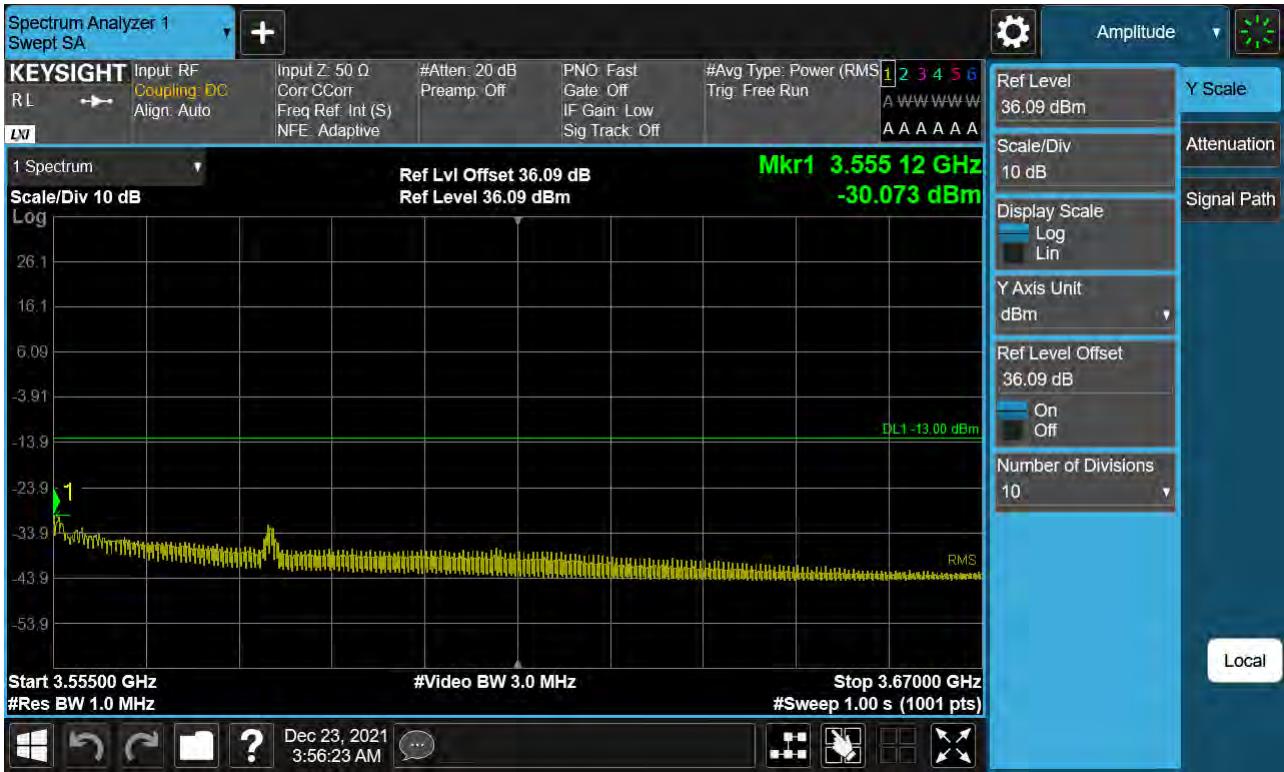 Spectrum Analyzer 1
Swept SA
+
Amplitude
KEYSIGHT
RL
LXI
Input: RF
Coupling: DC
Align: Auto
Input Z: 50 Ω
Corr CCorr
Freq Ref: Int (S)
NFE: Adaptive
#Atten: 20 dB
Preamp: Off
PNO: Fast
Gate: Off
IF Gain: Low
Sig Track: Off
#Avg Type: Power (RMS
Trig: Free Run
1 2 3 4 5 6
A W W W W W
A A A A A A
1 Spectrum
Scale/Div 10 dB
Log
Ref Lvl Offset 36.09 dB
Ref Level 36.09 dBm
Mkr1 3.555 12 GHz
-30.073 dBm
26.1
16.1
6.09
-3.91
-13.9
-23.9
-33.9
-43.9
-53.9
DL1 -13.00 dBm
1
RMS
Start 3.55500 GHz
#Res BW 1.0 MHz
#Video BW 3.0 MHz
Stop 3.67000 GHz
#Sweep 1.00 s (1001 pts)
Ref Level
36.09 dBm
Scale/Div
10 dB
Display Scale
Log
Lin
Y Axis Unit
dBm
Ref Level Offset
36.09 dB
On
Off
Number of Divisions
10
Y Scale
Attenuation
Signal Path
Local
?
Dec 23, 2021
3:56:23 AM